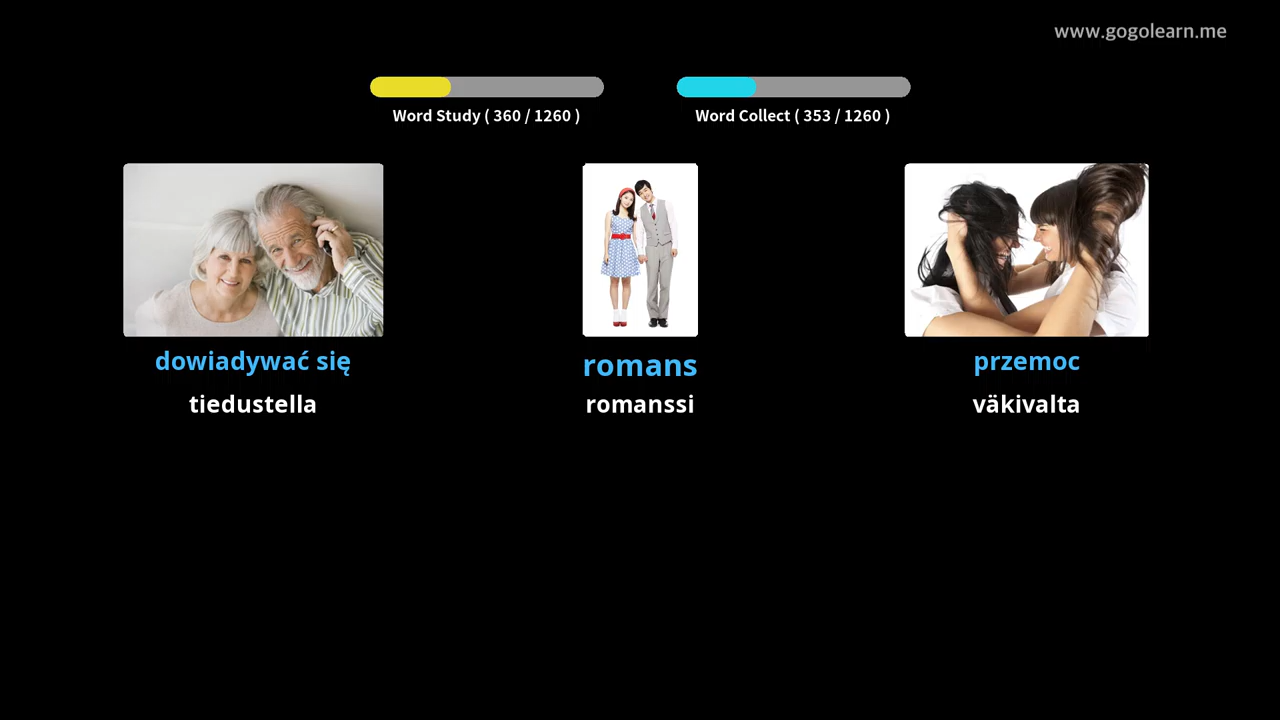 www.gogolearn.me
Word Study ( 360 / 1260 )
Word Collect ( 353 / 1260 )
dowiadywać się
romans
przemoc
tiedustella
romanssi
väkivalta